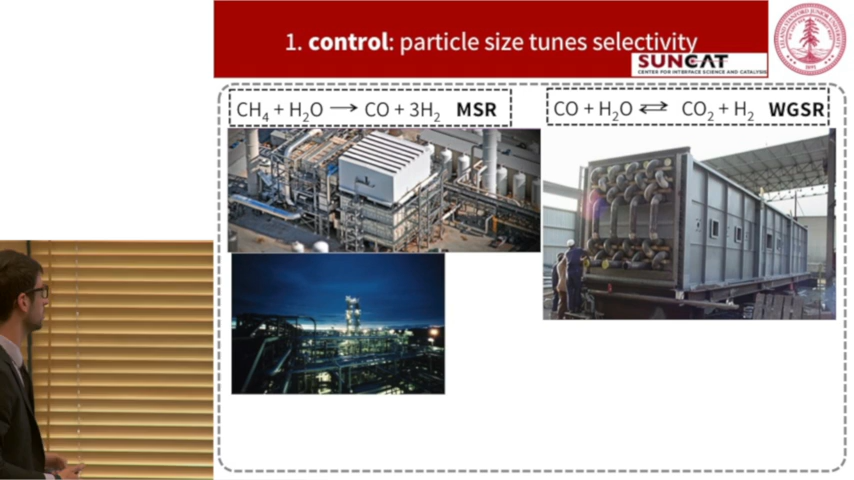 1. control: particle size tunes selectivity
SUNCAT
CENTER FOR INTERFACE SCIENCE AND CATALYSIS
CH₄ + H₂O ⟶ CO + 3H₂ MSR
CO + H₂O ⇌ CO₂ + H₂ WGSR